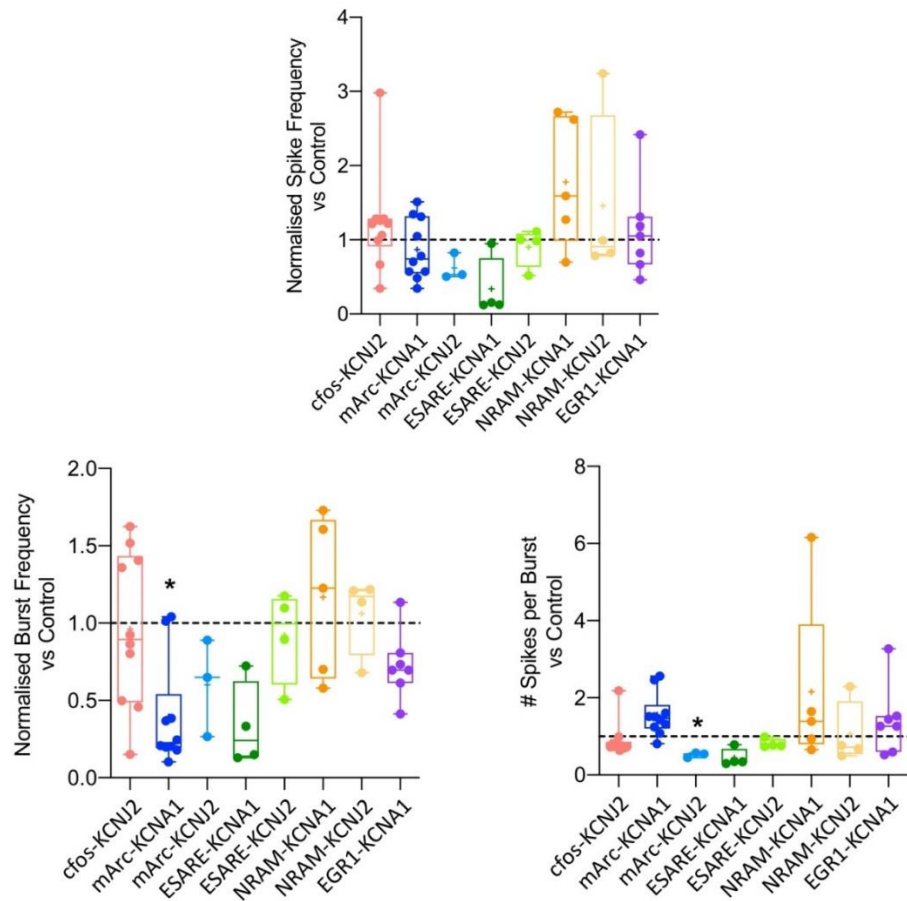 Normalised Spike Frequency
vs Control
4
3
2
1
0
cfos-KCNJ2
mArc-KCNA1
mArc-KCNJ2
ESARE-KCNA1
ESARE-KCNJ2
NRAM-KCNA1
NRAM-KCNJ2
EGR1-KCNA1
Normalised Burst Frequency
vs Control
2.0
1.5
1.0
0.5
0.0
*
cfos-KCNJ2
mArc-KCNA1
mArc-KCNJ2
ESARE-KCNA1
ESARE-KCNJ2
NRAM-KCNA1
NRAM-KCNJ2
EGR1-KCNA1
# Spikes per Burst
vs Control
8
6
4
2
0
*
cfos-KCNJ2
mArc-KCNA1
mArc-KCNJ2
ESARE-KCNA1
ESARE-KCNJ2
NRAM-KCNA1
NRAM-KCNJ2
EGR1-KCNA1